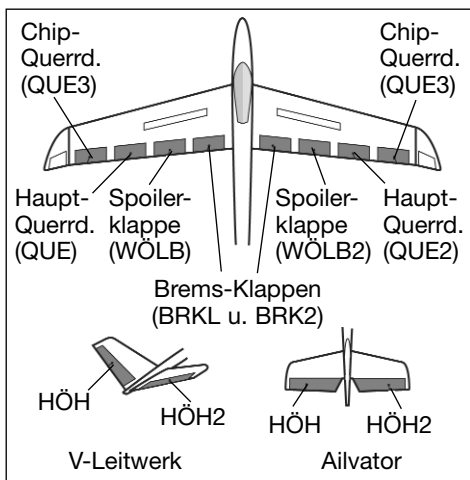 Chip-
Querrd.
(QUE3)
Chip-
Querrd.
(QUE3)
Haupt-
Querrd.
(QUE)
Spoiler-
klappe
(WÖLB)
Spoiler-
klappe
(WÖLB2)
Haupt-
Querrd.
(QUE2)
Brems-Klappen
(BRKL u. BRK2)
HÖH
HÖH2
V-Leitwerk
HÖH
HÖH2
Ailvator